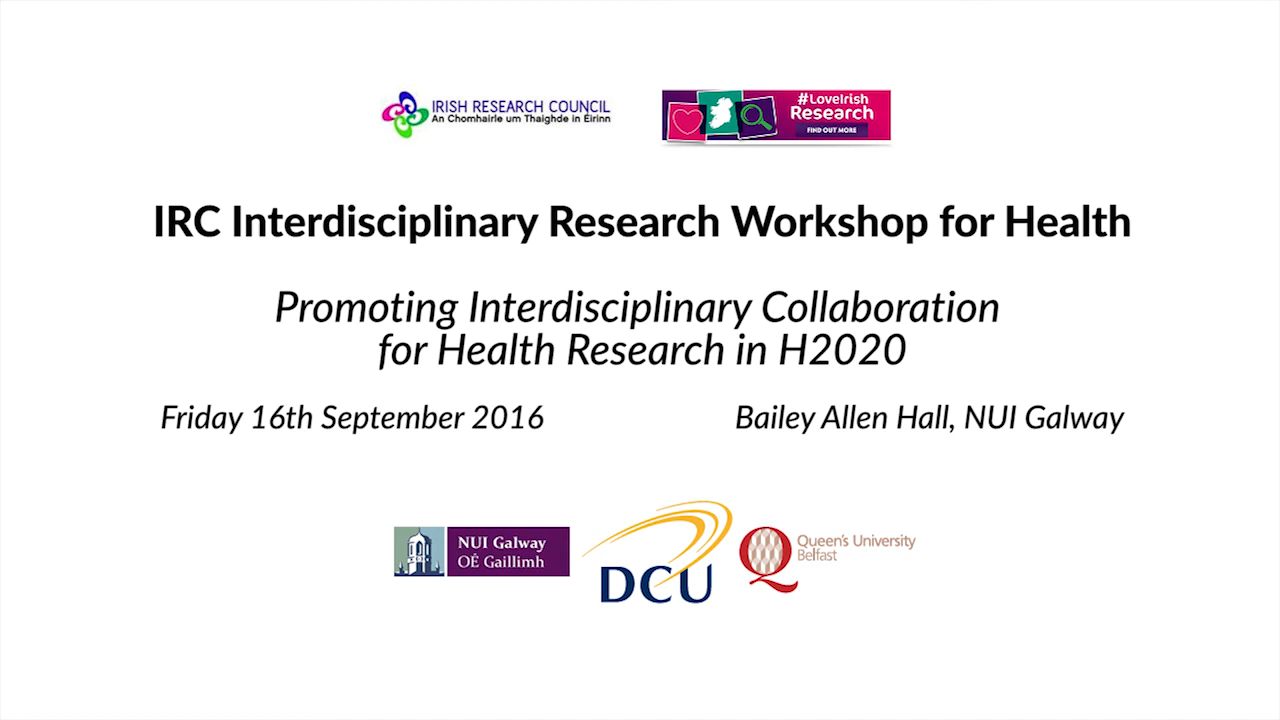 IRISH RESEARCH COUNCIL
An Chomhairle um Thaighde in Éirinn
#LoveIrish
Research
FIND OUT MORE
IRC Interdisciplinary Research Workshop for Health
Promoting Interdisciplinary Collaboration
for Health Research in H2020
Friday 16th September 2016
Bailey Allen Hall, NUI Galway
NUI Galway
OÉ Gaillimh
DCU
Queen's University
Belfast